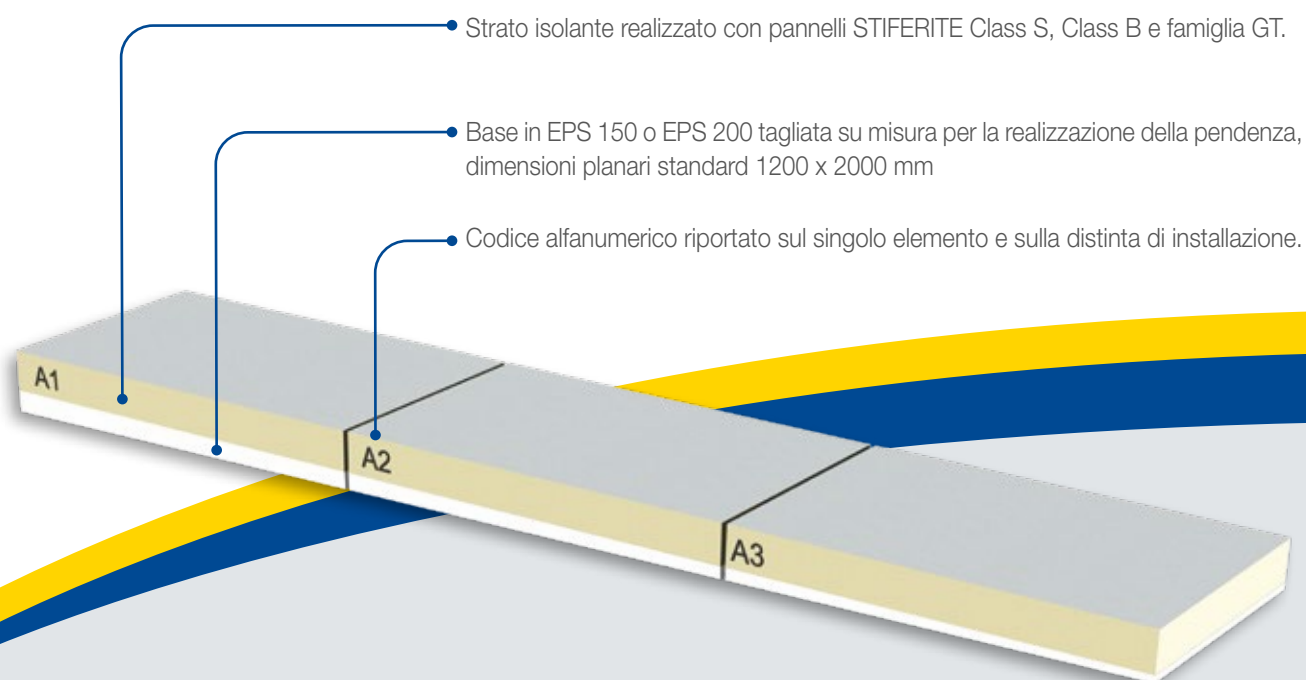 Strato isolante realizzato con pannelli STIFERITE Class S, Class B e famiglia GT.
Base in EPS 150 o EPS 200 tagliata su misura per la realizzazione della pendenza,
dimensioni planari standard 1200 x 2000 mm
Codice alfanumerico riportato sul singolo elemento e sulla distinta di installazione.
A1
A2
A3